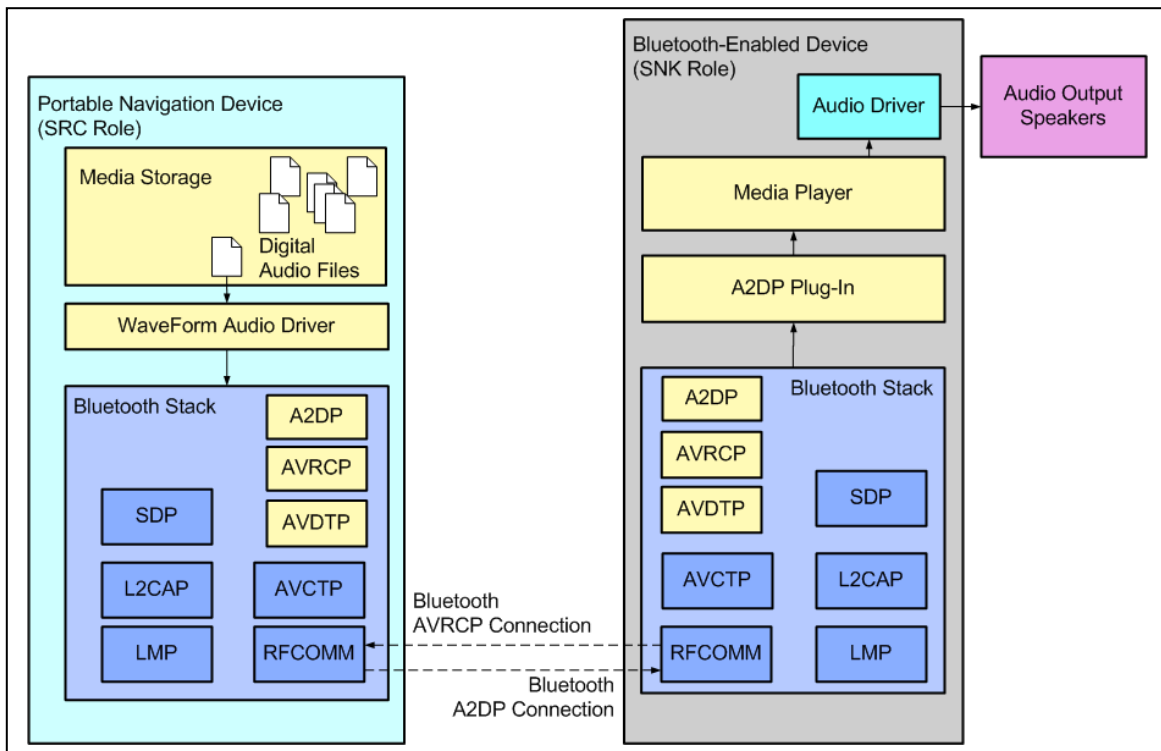 Portable Navigation Device
(SRC Role)
Media Storage
Digital
Audio Files
WaveForm Audio Driver
Bluetooth Stack
A2DP
AVRCP
SDP
AVDTP
L2CAP
AVCTP
LMP
RFCOMM
Bluetooth
AVRCP Connection
Bluetooth
A2DP Connection
Bluetooth-Enabled Device
(SNK Role)
Audio Driver
Audio Output
Speakers
Media Player
A2DP Plug-In
Bluetooth Stack
A2DP
AVRCP
AVDTP
SDP
AVCTP
L2CAP
RFCOMM
LMP